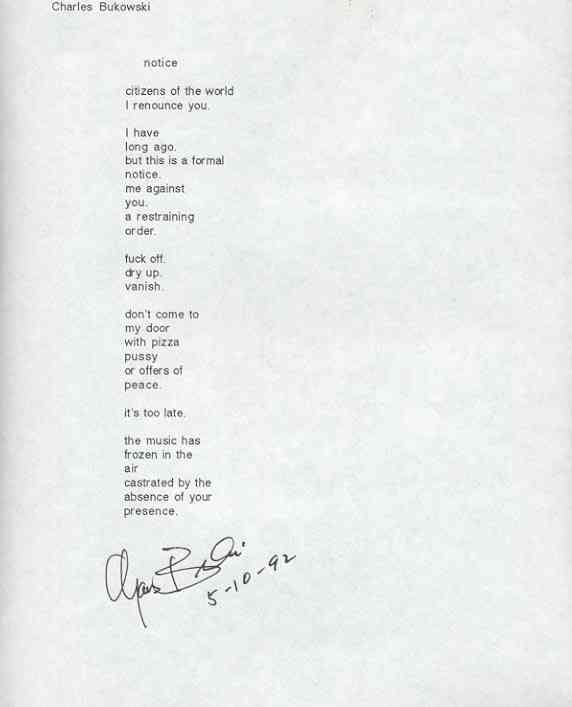 Charles Bukowski
notice
citizens of the world
I renounce you.
I have
long ago.
but this is a formal
notice.
me against
you.
a restraining
order.
fuck off.
dry up.
vanish.
don't come to
my door
with pizza
pussy
or offers of
peace.
it's too late.
the music has
frozen in the
air
castrated by the
absence of your
presence.
5-10-92